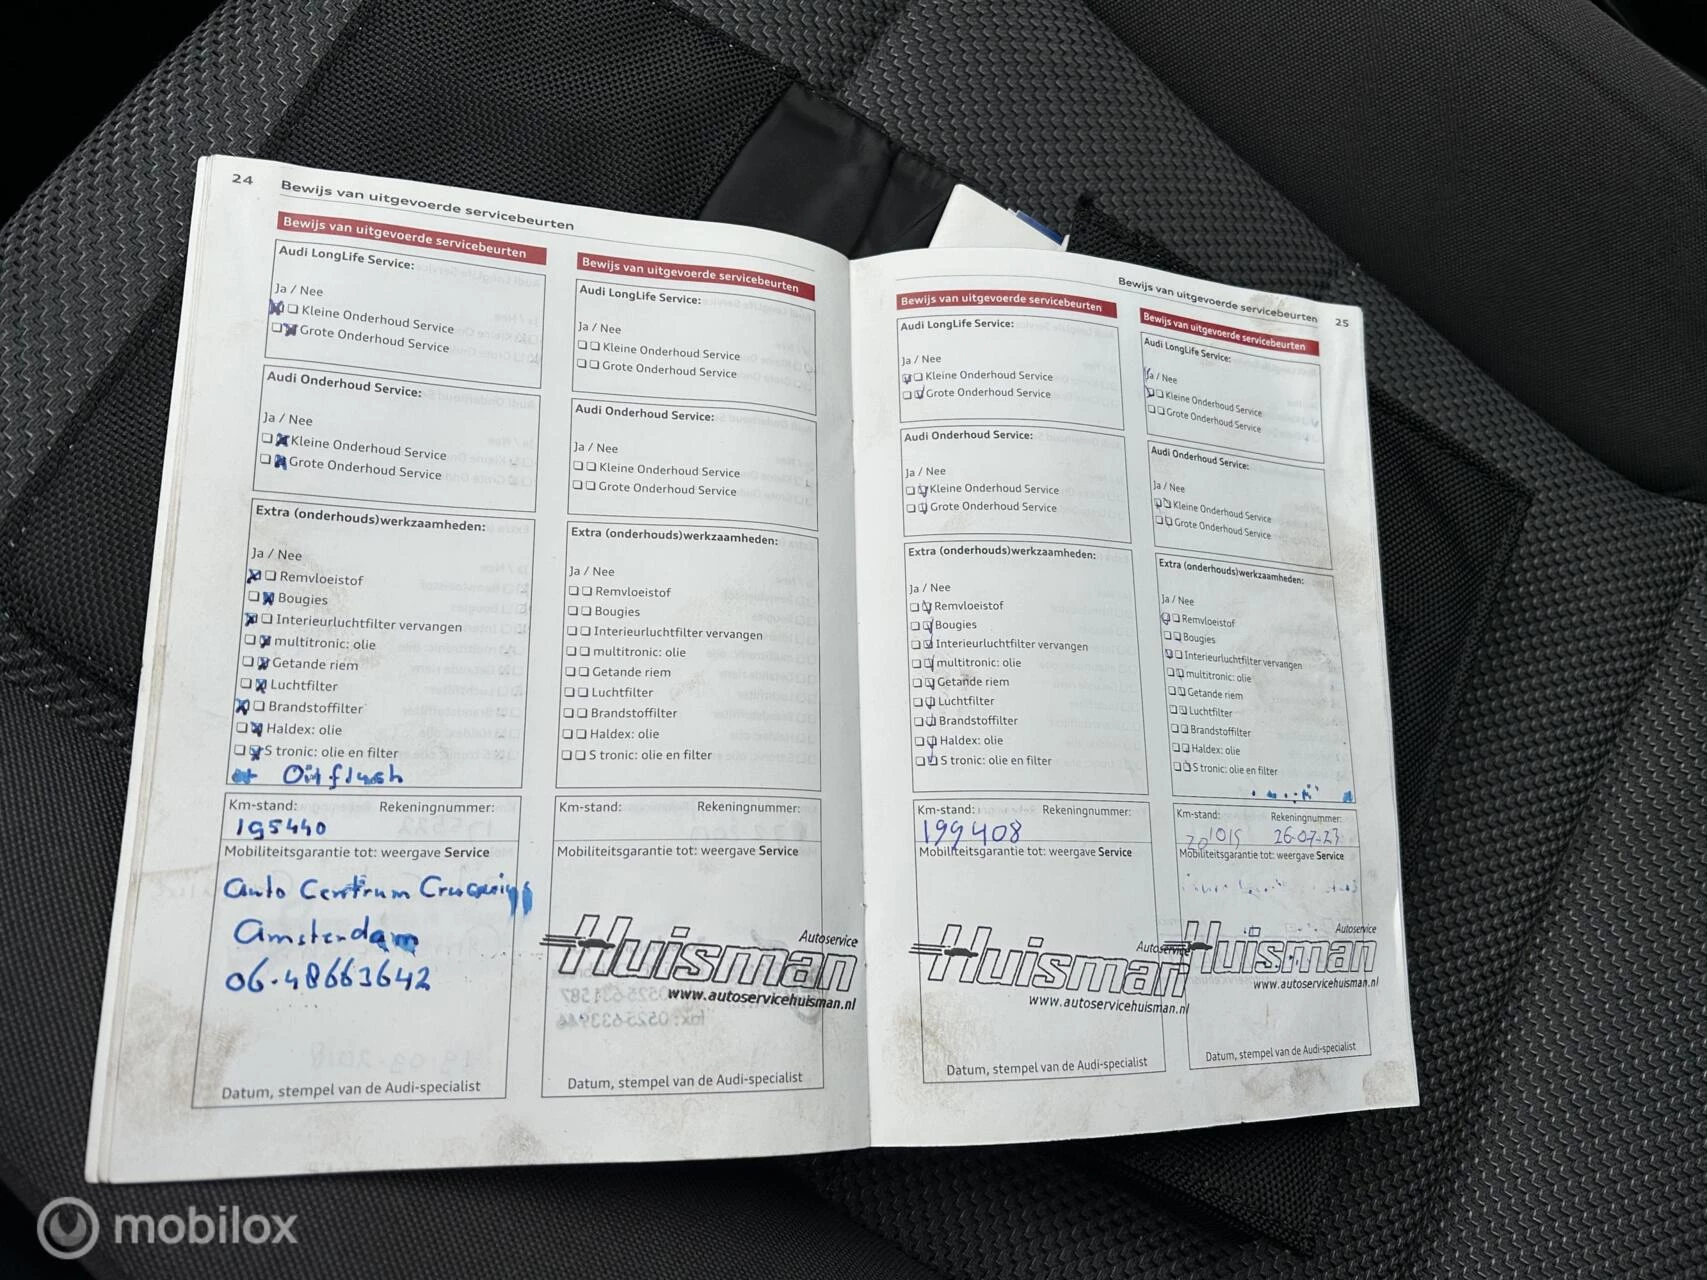 24
Bewijs van uitgevoerde servicebeurten
Bewijs van uitgevoerde servicebeurten
Audi LongLife Service:
Ja / Nee
Kleine Onderhoud Service
Grote Onderhoud Service
Audi Onderhoud Service:
Ja / Nee
Kleine Onderhoud Service
Grote Onderhoud Service
Extra (onderhouds)werkzaamheden:
Ja / Nee
Remvloeistof
Bougies
Interieurluchtfilter vervangen
multitronic: olie
Getande riem
Luchtfilter
Brandstoffilter
Haldex: olie
S tronic: olie en filter
Oil flush
Km-stand: Rekeningnummer:
195440
Mobiliteitsgarantie tot: weergave Service
Auto Centrum
Amsterdam
06-48663642
Datum, stempel van de Audi-specialist
Bewijs van uitgevoerde servicebeurten
Audi LongLife Service:
Ja / Nee
Kleine Onderhoud Service
Grote Onderhoud Service
Audi Onderhoud Service:
Ja / Nee
Kleine Onderhoud Service
Grote Onderhoud Service
Extra (onderhouds)werkzaamheden:
Ja / Nee
Remvloeistof
Bougies
Interieurluchtfilter vervangen
multitronic: olie
Getande riem
Luchtfilter
Brandstoffilter
Haldex: olie
S tronic: olie en filter
Km-stand: Rekeningnummer:
Mobiliteitsgarantie tot: weergave Service
Autoservice
Huisman
www.autoservicehuisman.nl
Datum, stempel van de Audi-specialist
Bewijs van uitgevoerde servicebeurten 25
Bewijs van uitgevoerde servicebeurten
Audi LongLife Service:
Ja / Nee
Kleine Onderhoud Service
Grote Onderhoud Service
Audi Onderhoud Service:
Ja / Nee
Kleine Onderhoud Service
Grote Onderhoud Service
Extra (onderhouds)werkzaamheden:
Ja / Nee
Remvloeistof
Bougies
Interieurluchtfilter vervangen
multitronic: olie
Getande riem
Luchtfilter
Brandstoffilter
Haldex: olie
S tronic: olie en filter
Km-stand: Rekeningnummer:
199408
Mobiliteitsgarantie tot: weergave Service
Autoservice
Huisman
www.autoservicehuisman.nl
Datum, stempel van de Audi-specialist
Bewijs van uitgevoerde servicebeurten
Audi LongLife Service:
Ja / Nee
Kleine Onderhoud Service
Grote Onderhoud Service
Audi Onderhoud Service:
Ja / Nee
Kleine Onderhoud Service
Grote Onderhoud Service
Extra (onderhouds)werkzaamheden:
Ja / Nee
Remvloeistof
Bougies
Interieurluchtfilter vervangen
multitronic: olie
Getande riem
Luchtfilter
Brandstoffilter
Haldex: olie
S tronic: olie en filter
Km-stand: Rekeningnummer:
201015 26-07-23
Mobiliteitsgarantie tot: weergave Service
Autoservice
Huisman
www.autoservicehuisman.nl
Datum, stempel van de Audi-specialist
mobilox